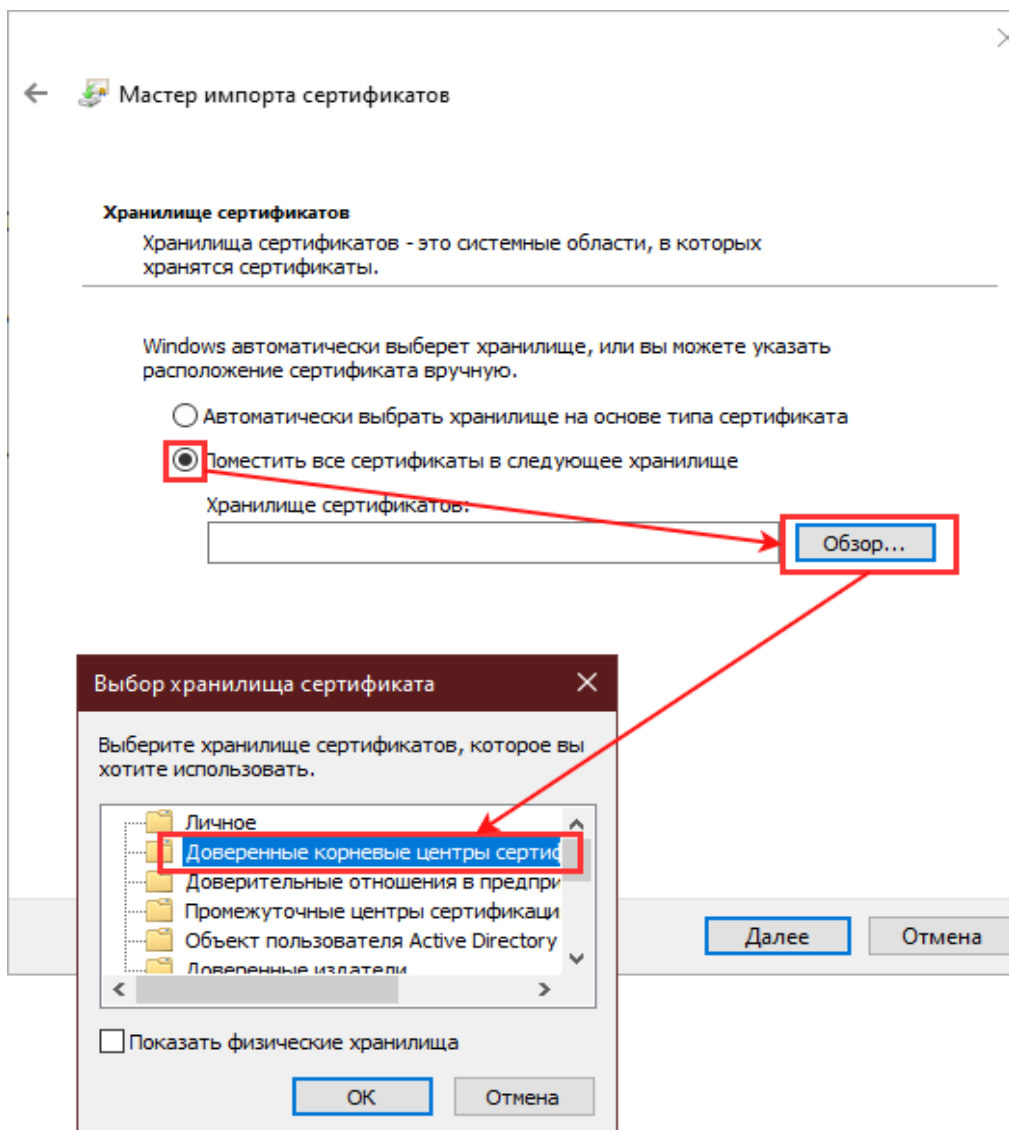 Мастер импорта сертификатов
Хранилище сертификатов
Хранилища сертификатов - это системные области, в которых
хранятся сертификаты.
Windows автоматически выберет хранилище, или вы можете указать
расположение сертификата вручную.
Автоматически выбрать хранилище на основе типа сертификата
Поместить все сертификаты в следующее хранилище
Хранилище сертификатов:
Обзор...
Выбор хранилища сертификата
Выберите хранилище сертификатов, которое вы
хотите использовать.
Личное
Доверенные корневые центры сертиф
Доверительные отношения в предпри
Промежуточные центры сертификаци
Объект пользователя Active Directory
Доверенные издатели
Далее
Отмена
Показать физические хранилища
ОК
Отмена